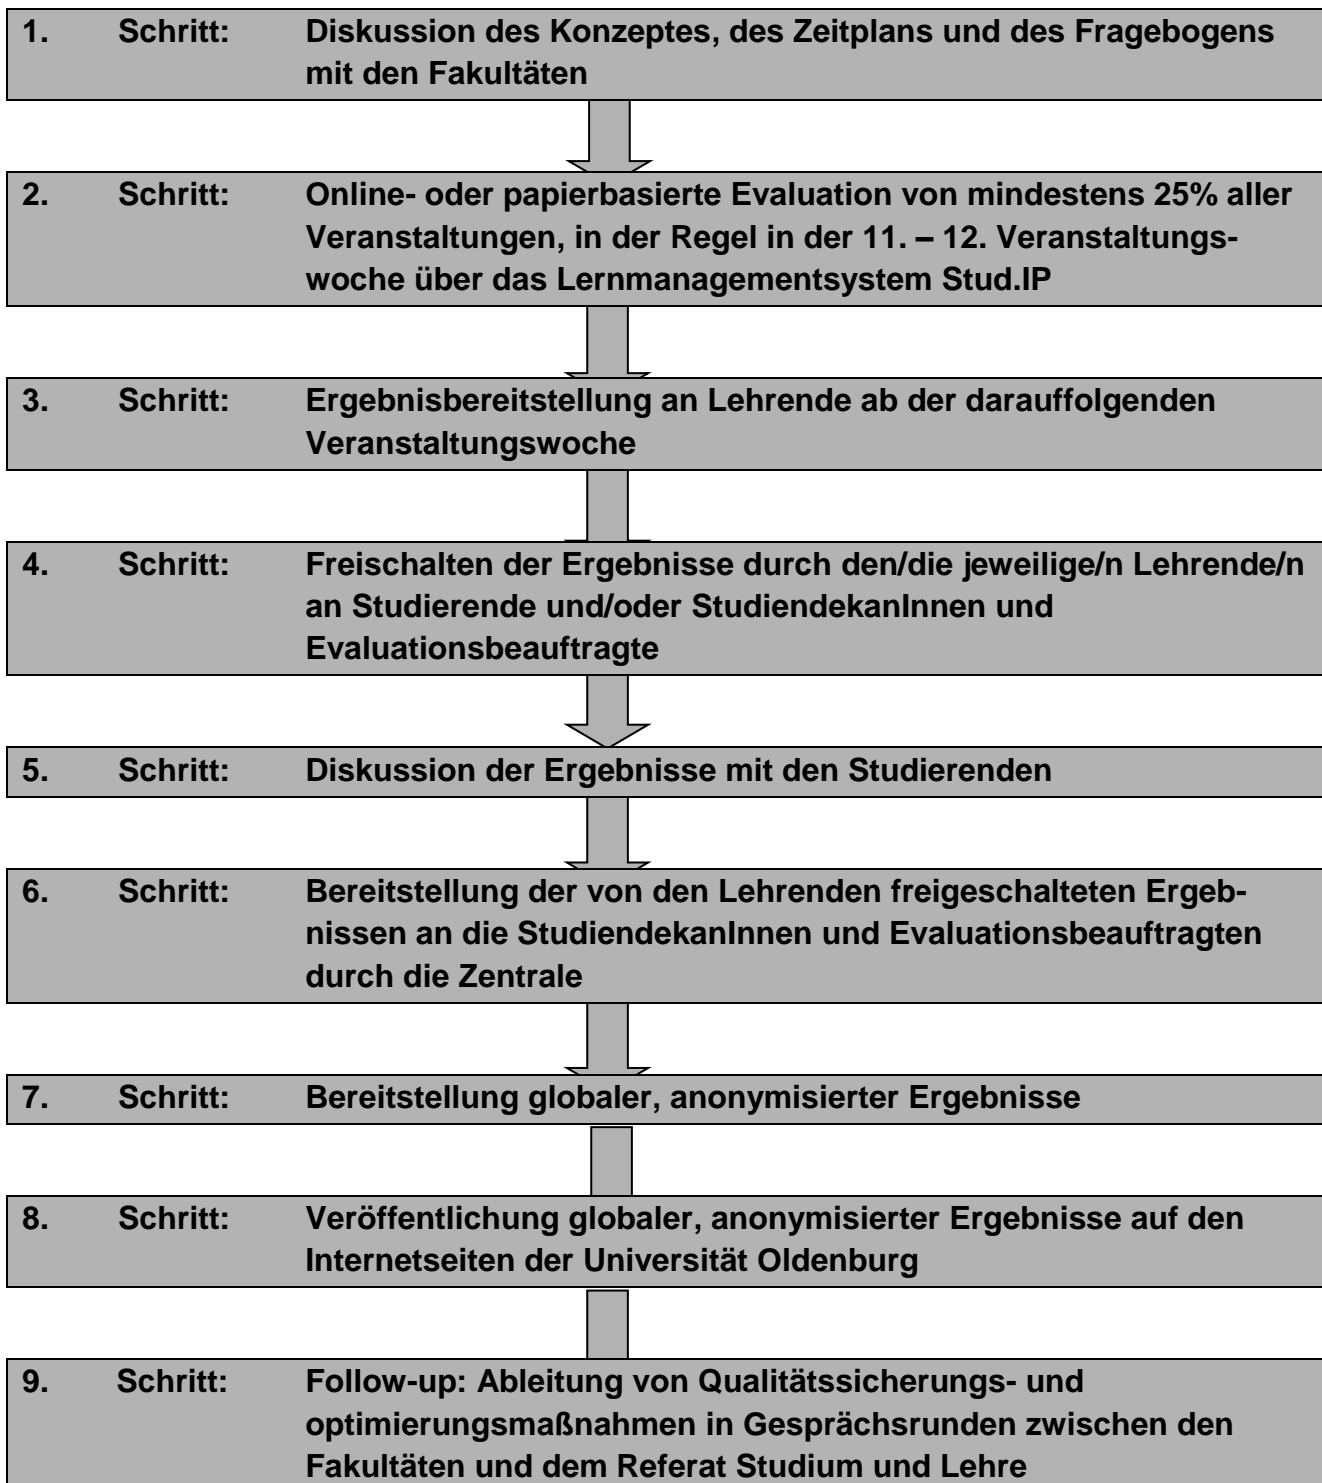 1. Schritt: Diskussion des Konzeptes, des Zeitplans und des Fragebogens
mit den Fakultäten
2. Schritt: Online- oder papierbasierte Evaluation von mindestens 25% aller
Veranstaltungen, in der Regel in der 11. – 12. Veranstaltungs-
woche über das Lernmanagementsystem Stud.IP
3. Schritt: Ergebnisbereitstellung an Lehrende ab der darauffolgenden
Veranstaltungswoche
4. Schritt: Freischalten der Ergebnisse durch den/die jeweilige/n Lehrende/n
an Studierende und/oder StudiendekanInnen und
Evaluationsbeauftragte
5. Schritt: Diskussion der Ergebnisse mit den Studierenden
6. Schritt: Bereitstellung der von den Lehrenden freigeschalteten Ergeb-
nissen an die StudiendekanInnen und Evaluationsbeauftragten
durch die Zentrale
7. Schritt: Bereitstellung globaler, anonymisierter Ergebnisse
8. Schritt: Veröffentlichung globaler, anonymisierter Ergebnisse auf den
Internetseiten der Universität Oldenburg
9. Schritt: Follow-up: Ableitung von Qualitätssicherungs- und
optimierungsmaßnahmen in Gesprächsrunden zwischen den
Fakultäten und dem Referat Studium und Lehre